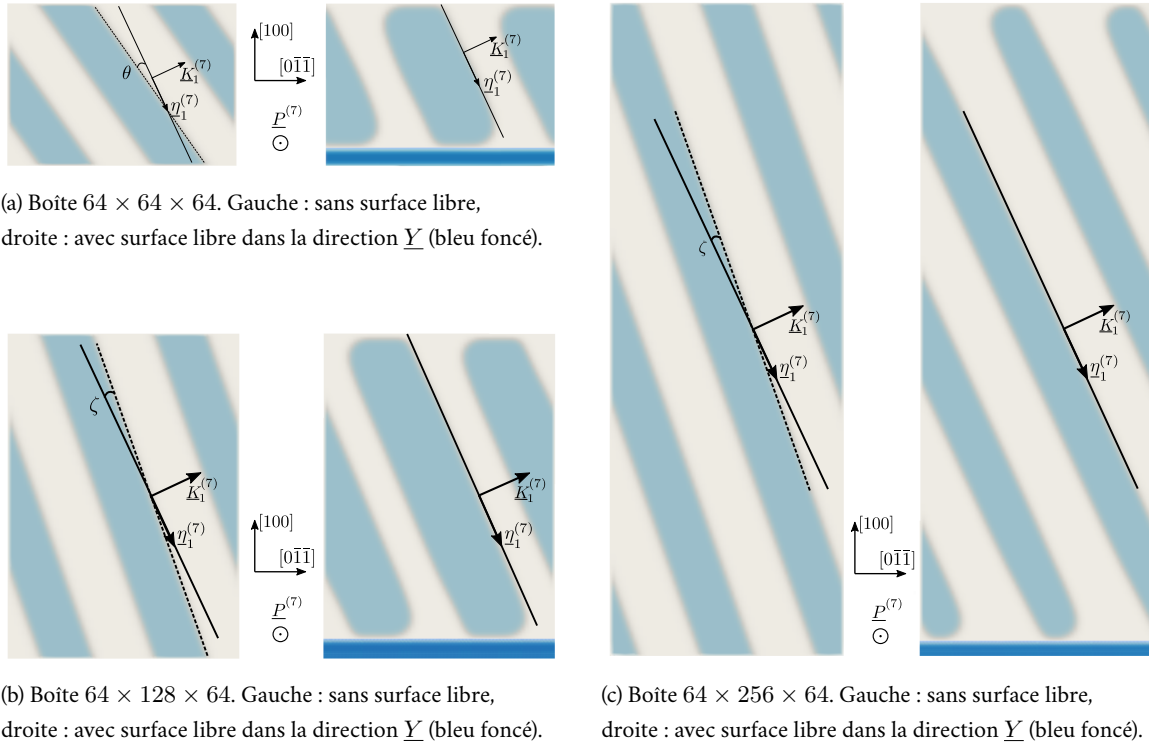 θ
K₁⁽⁷⁾
η₁⁽⁷⁾
[100]
[01̄1̄]
P⁽⁷⁾
K₁⁽⁷⁾
η₁⁽⁷⁾
(a) Boîte 64 × 64 × 64. Gauche : sans surface libre,
droite : avec surface libre dans la direction Y (bleu foncé).
ζ
K₁⁽⁷⁾
η₁⁽⁷⁾
[100]
[01̄1̄]
P⁽⁷⁾
K₁⁽⁷⁾
η₁⁽⁷⁾
(b) Boîte 64 × 128 × 64. Gauche : sans surface libre,
droite : avec surface libre dans la direction Y (bleu foncé).
ζ
K₁⁽⁷⁾
η₁⁽⁷⁾
[100]
[01̄1̄]
P⁽⁷⁾
K₁⁽⁷⁾
η₁⁽⁷⁾
(c) Boîte 64 × 256 × 64. Gauche : sans surface libre,
droite : avec surface libre dans la direction Y (bleu foncé).